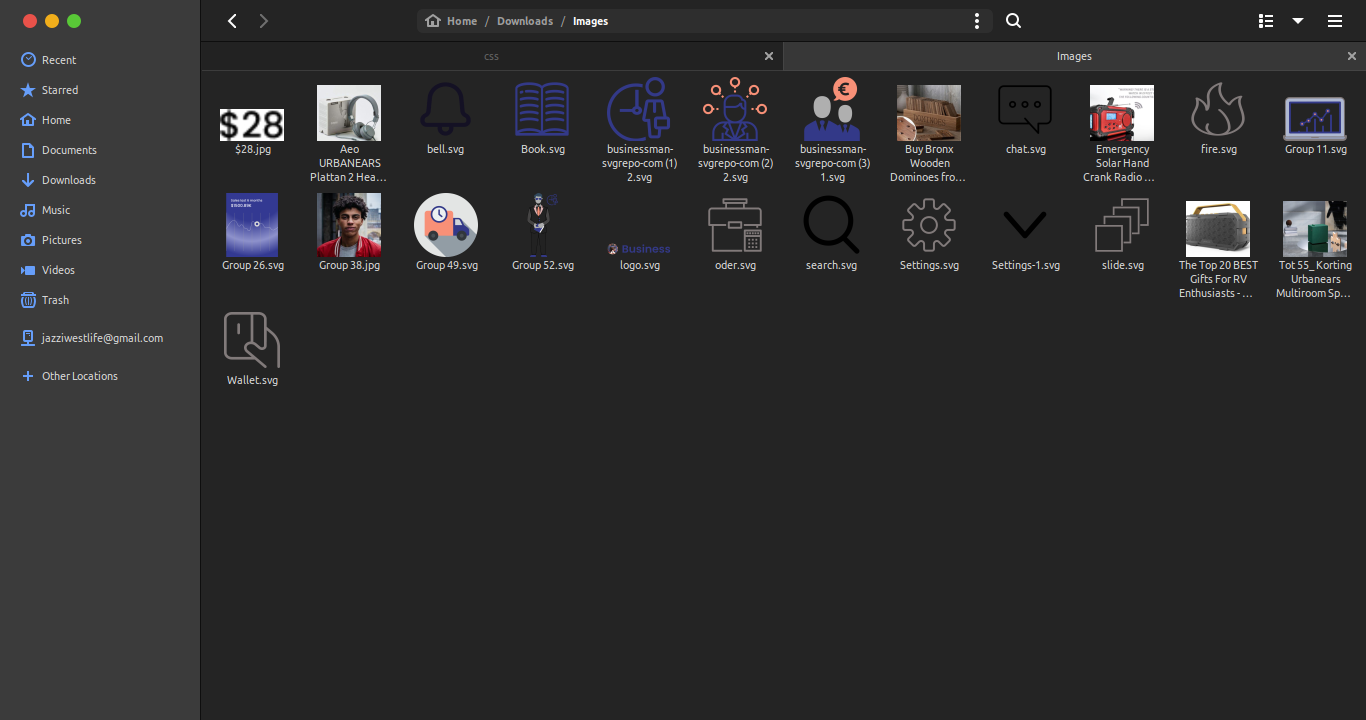 Home / Downloads / Images
css
Images
Recent
Starred
Home
Documents
Downloads
Music
Pictures
Videos
Trash
jazziwestlife@gmail.com
Other Locations
$28
$28.jpg
Aeo
URBANEARS
Plattan 2 Hea…
bell.svg
Book.svg
businessman-
svgrepo-com (1)
2.svg
businessman-
svgrepo-com (2)
2.svg
€
businessman-
svgrepo-com (3)
1.svg
Buy Bronx
Wooden
Dominoes fro…
chat.svg
Emergency
Solar Hand
Crank Radio …
fire.svg
Group 11.svg
Group 26.svg
Group 38.jpg
Group 49.svg
Group 52.svg
Business
logo.svg
oder.svg
search.svg
Settings.svg
Settings-1.svg
slide.svg
The Top 20 BEST
Gifts For RV
Enthusiasts - …
Tot 55_ Korting
Urbanears
Multiroom Sp…
Wallet.svg